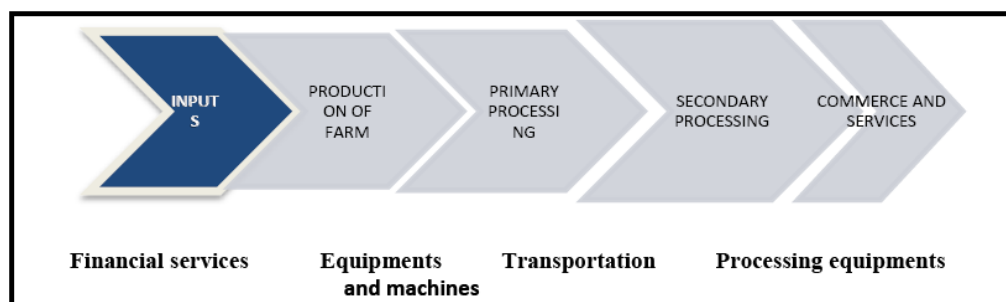 INPUT
S
PRODUCTI
ON OF
FARM
PRIMARY
PROCESSI
NG
SECONDARY
PROCESSING
COMMERCE AND
SERVICES
Financial services
Equipments
and machines
Transportation
Processing equipments